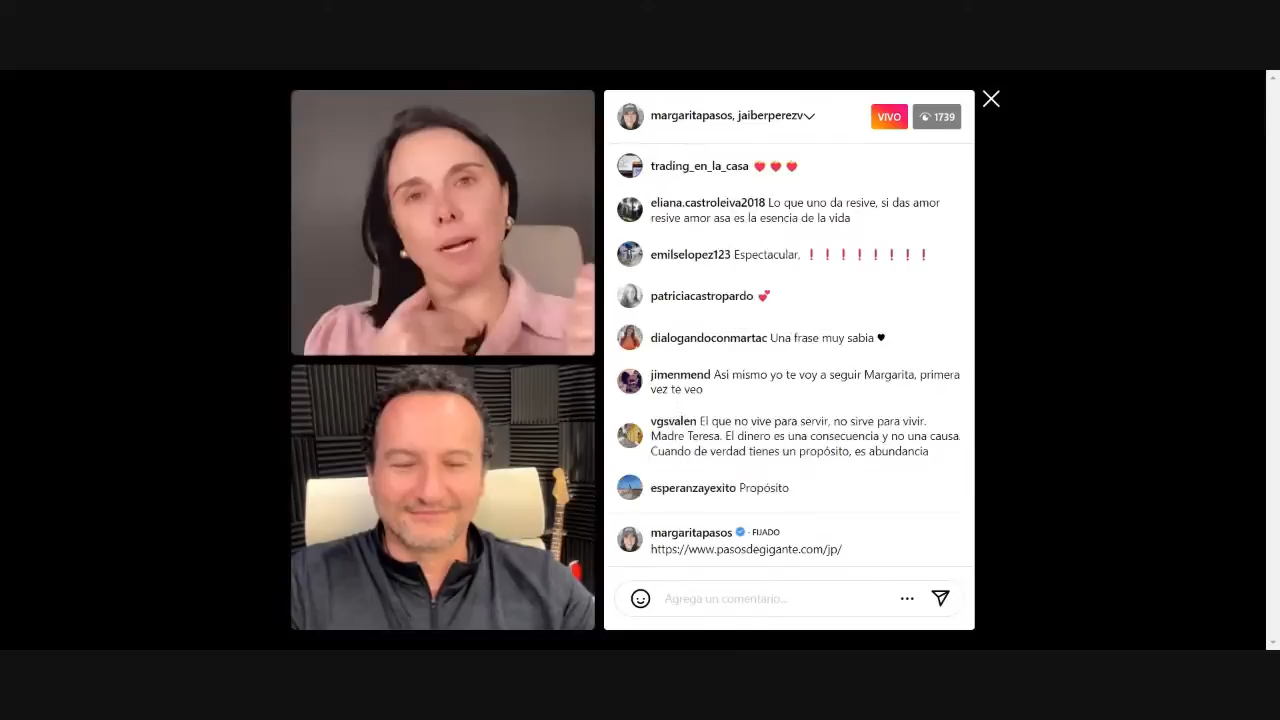 margaritapasos, jaiberperezv
VIVO
1739
trading_en_la_casa
eliana.castroleiva2018 Lo que uno da resive, si das amor
resive amor asa es la esencia de la vida
emilselopez123 Espectacular, ❗❗❗❗❗❗❗❗
patriciacastropardo
dialogandoconmartac Una frase muy sabia
jimenmend Asi mismo yo te voy a seguir Margarita, primera
vez te veo
vgsvalen El que no vive para servir, no sirve para vivir.
Madre Teresa. El dinero es una consecuencia y no una causa.
Cuando de verdad tienes un propósito, es abundancia
esperanzayexito Propósito
margaritapasos · FIJADO
https://www.pasosdegigante.com/jp/
Agrega un comentario...